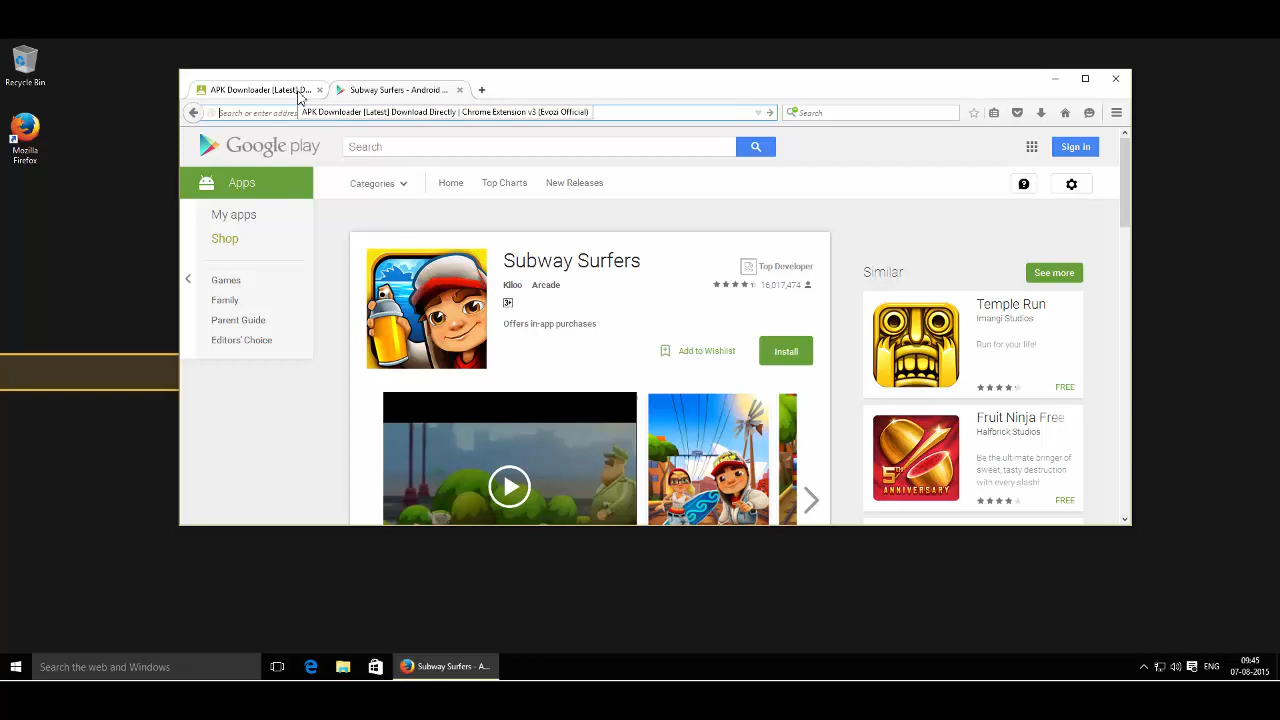 Recycle Bin
Mozilla
Firefox
APK Downloader [Latest] D...
Subway Surfers - Android ...
Search or enter addres
APK Downloader [Latest] Download Directly | Chrome Extension v3 (Evozi Official)
Search
Google play
Search
Sign in
Apps
Categories
Home
Top Charts
New Releases
My apps
Shop
Games
Family
Parent Guide
Editors' Choice
Subway Surfers
Top Developer
Kiloo Arcade
16,017,474
3+
Offers in-app purchases
Add to Wishlist
Install
Similar
See more
Temple Run
Imangi Studios
Run for your life!
FREE
Fruit Ninja Free
Halfbrick Studios
Be the ultimate bringer of
sweet, tasty destruction
with every slash!
FREE
5TH
ANNIVERSARY
Search the web and Windows
Subway Surfers - A...
ENG
09:45
07-08-2015